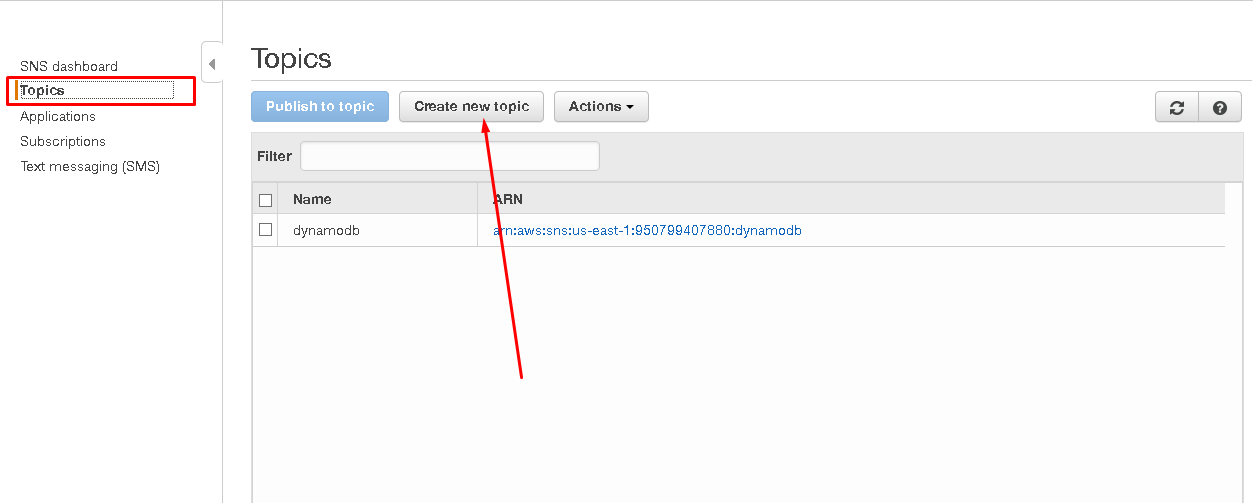 SNS dashboard
Topics
Applications
Subscriptions
Text messaging (SMS)
Topics
Publish to topic Create new topic Actions
Filter
Name ARN
dynamodb arn:aws:sns:us-east-1:950799407880:dynamodb